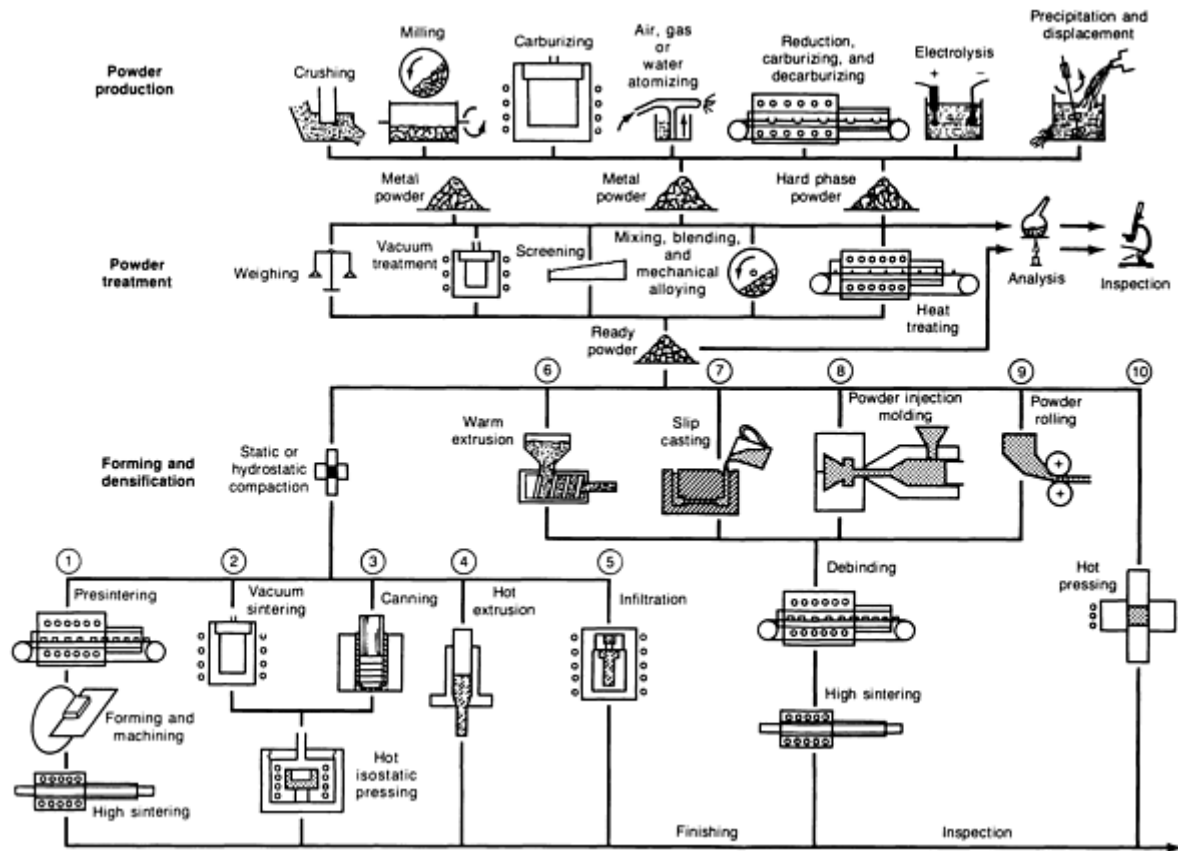 Powder
production
Crushing
Milling
Carburizing
Air, gas
or
water
atomizing
Reduction,
carburizing, and
decarburizing
Electrolysis
+
−
Precipitation and
displacement
Metal
powder
Metal
powder
Hard phase
powder
Powder
treatment
Weighing
Vacuum
treatment
Screening
Mixing, blending,
and
mechanical
alloying
Heat
treating
Analysis
Inspection
Ready
powder
6
7
8
9
10
Forming and
densification
Static or
hydrostatic
compaction
Warm
extrusion
Slip
casting
Powder injection
molding
Powder
rolling
+
+
1
2
3
4
5
Presintering
Vacuum
sintering
Canning
Hot
extrusion
Infiltration
Debinding
Hot
pressing
Forming and
machining
Hot
isostatic
pressing
High sintering
High sintering
Finishing
Inspection